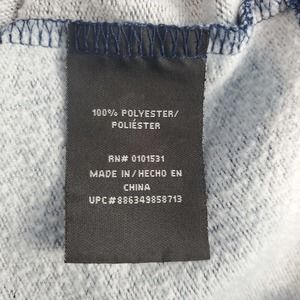 100% POLYESTER/
POLIÉSTER
RN# 0101531
MADE IN/HECHO EN
CHINA
UPC#886349858713